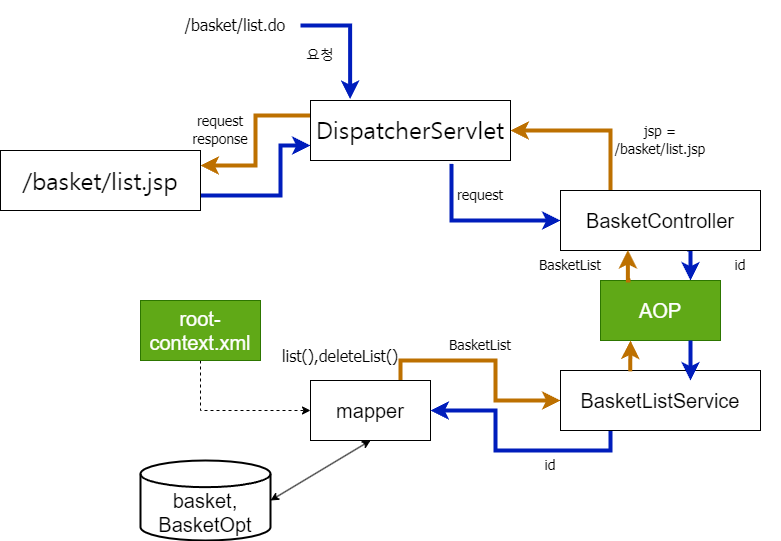 /basket/list.do
요청
request
response
DispatcherServlet
jsp =
/basket/list.jsp
/basket/list.jsp
request
BasketController
BasketList
id
AOP
root-
context.xml
list(),deleteList()
BasketList
mapper
BasketListService
id
basket,
BasketOpt